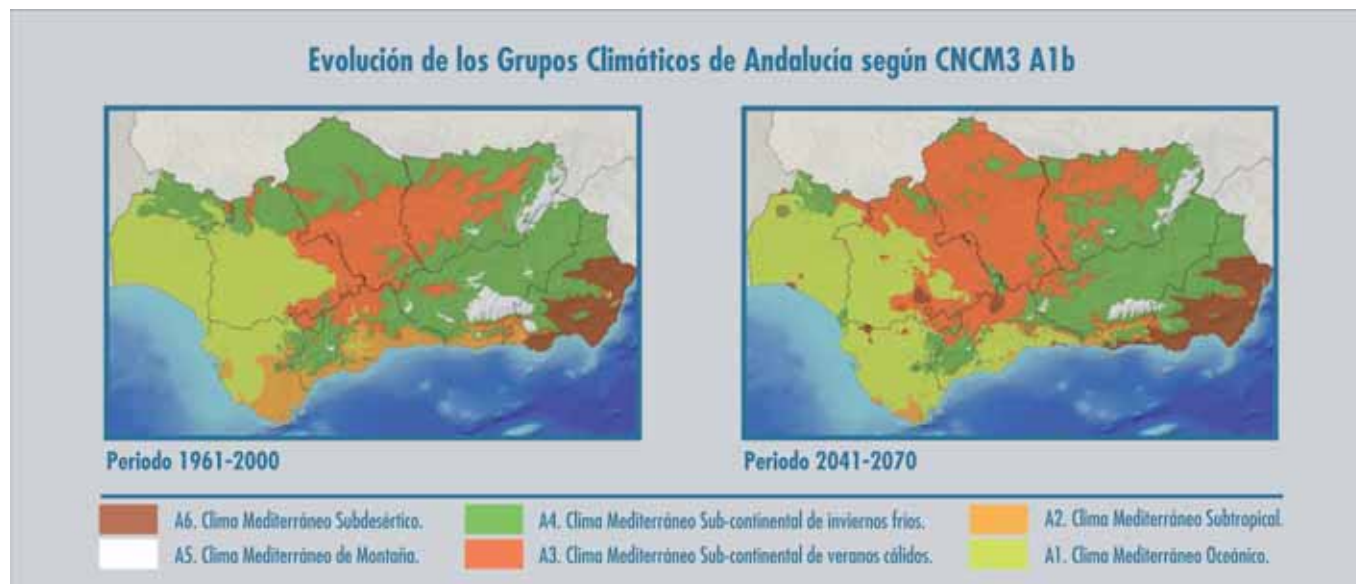 Evolución de los Grupos Climáticos de Andalucía según CNCM3 A1b
Periodo 1961-2000
Periodo 2041-2070
A6. Clima Mediterráneo Subdesértico.
A4. Clima Mediterráneo Sub-continental de inviernos fríos.
A2. Clima Mediterráneo Subtropical.
A5. Clima Mediterráneo de Montaña.
A3. Clima Mediterráneo Sub-continental de veranos cálidos.
A1. Clima Mediterráneo Oceánico.